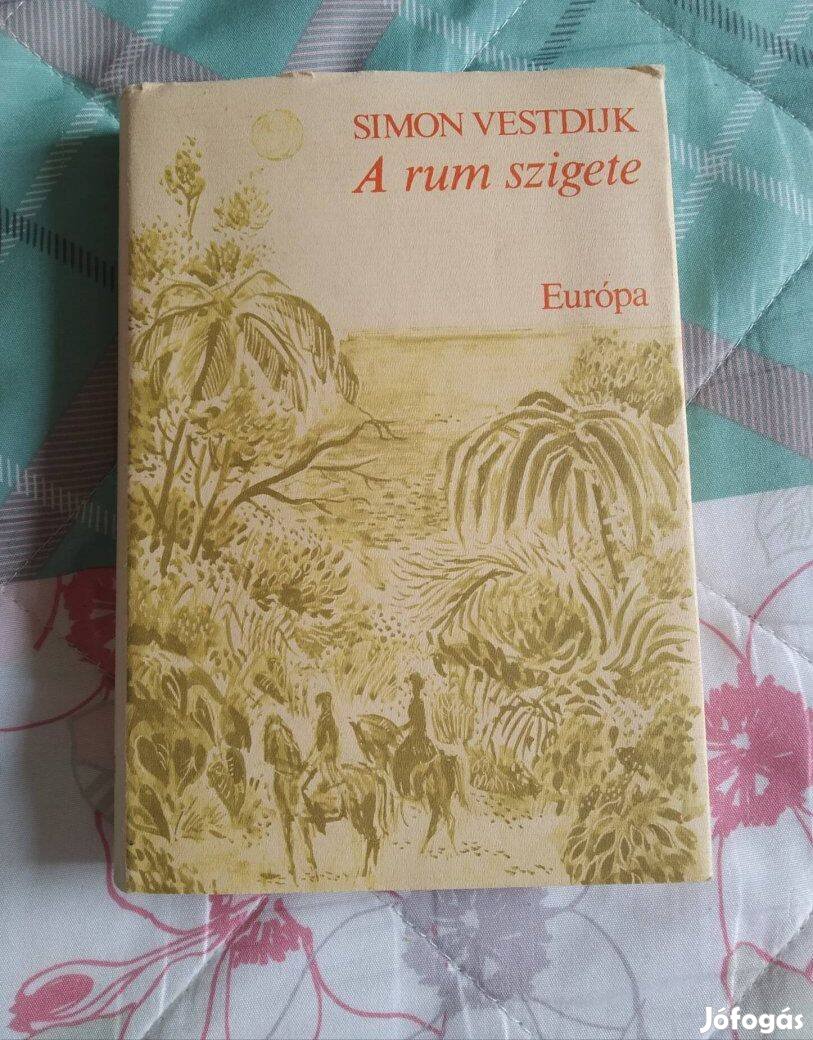 SIMON VESTDIJK
A rum szigete
Európa
Jófogás